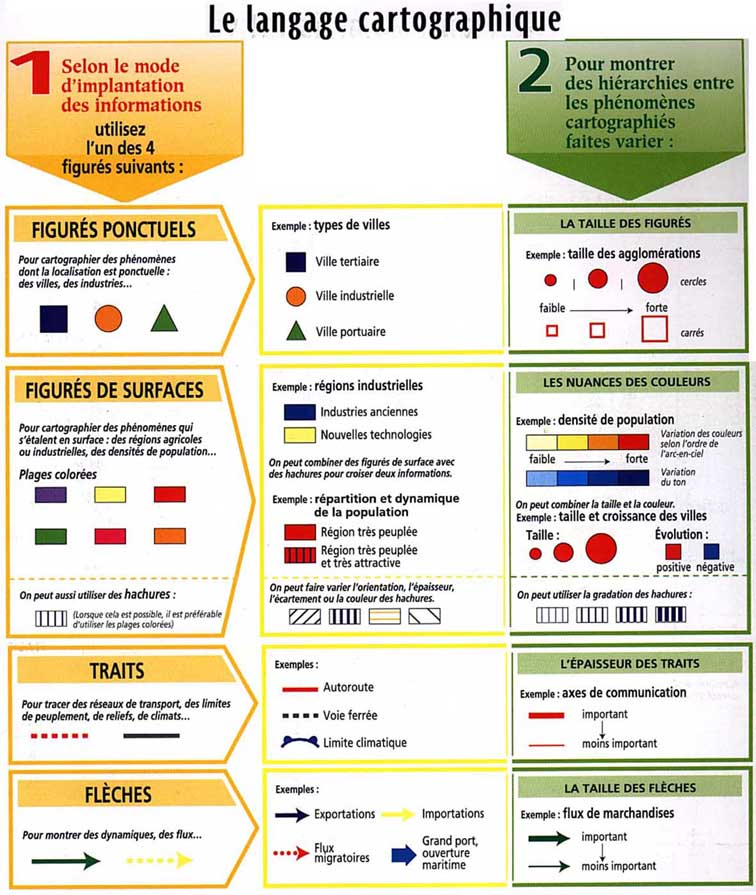 Le langage cartographique
1
Selon le mode
d'implantation
des informations
utilisez
l'un des 4
figurés suivants :
2
Pour montrer
des hiérarchies entre
les phénomènes
cartographiés
faites varier :
FIGURÉS PONCTUELS
Pour cartographier des phénomènes
dont la localisation est ponctuelle :
des villes, des industries...
Exemple : types de villes
Ville tertiaire
Ville industrielle
Ville portuaire
LA TAILLE DES FIGURÉS
Exemple : taille des agglomérations
cercles
faible forte
carrés
FIGURÉS DE SURFACES
Pour cartographier des phénomènes qui
s'étalent en surface : des régions agricoles
ou industrielles, des densités de population...
Plages colorées
On peut aussi utiliser des hachures :
(Lorsque cela est possible, il est préférable
d'utiliser les plages colorées)
Exemple : régions industrielles
Industries anciennes
Nouvelles technologies
On peut combiner des figurés de surface avec
des hachures pour croiser deux informations.
Exemple : répartition et dynamique
de la population
Région très peuplée
Région très peuplée
et très attractive
On peut faire varier l'orientation, l'épaisseur,
l'écartement ou la couleur des hachures.
LES NUANCES DES COULEURS
Exemple : densité de population
Variation des couleurs
selon l'ordre de
l'arc-en-ciel
faible forte
Variation
du ton
On peut combiner la taille et la couleur.
Exemple : taille et croissance des villes
Taille : Évolution :
positive négative
On peut utiliser la gradation des hachures :
TRAITS
Pour tracer des réseaux de transport, des limites
de peuplement, de reliefs, de climats...
Exemples :
Autoroute
Voie ferrée
Limite climatique
L'ÉPAISSEUR DES TRAITS
Exemple : axes de communication
important
moins important
FLÈCHES
Pour montrer des dynamiques, des flux...
Exemples :
Exportations Importations
Flux
migratoires
Grand port,
ouverture
maritime
LA TAILLE DES FLÈCHES
Exemple : flux de marchandises
important
moins important